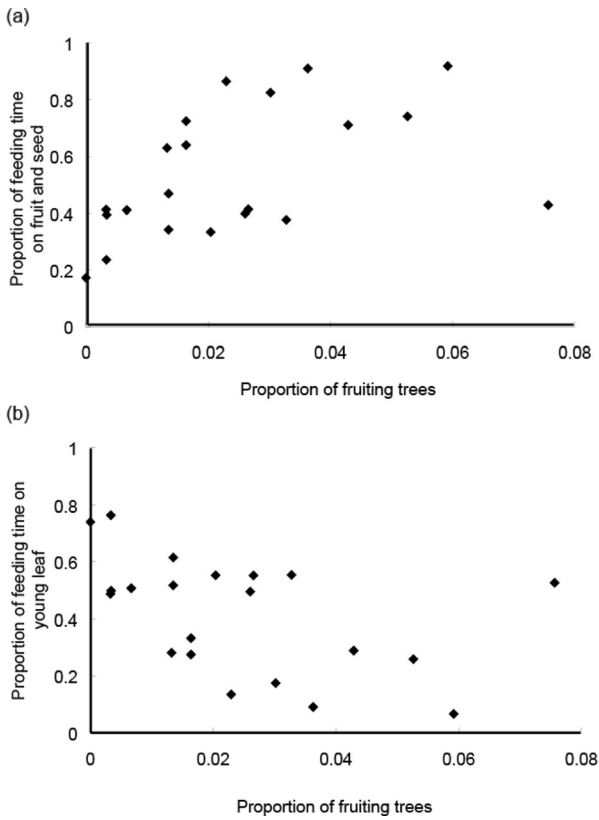 (a)
Proportion of feeding time
on fruit and seed
1
0.8
0.6
0.4
0.2
0
0 0.02 0.04 0.06 0.08
Proportion of fruiting trees
(b)
Proportion of feeding time on
young leaf
1
0.8
0.6
0.4
0.2
0
0 0.02 0.04 0.06 0.08
Proportion of fruiting trees